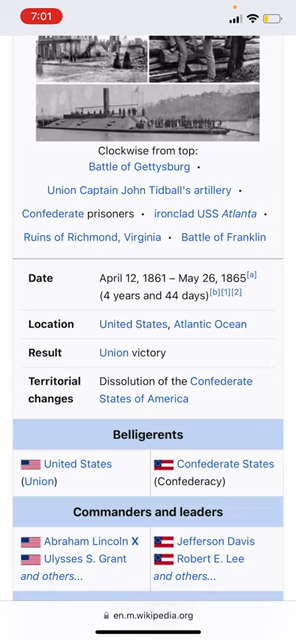 7:01
Clockwise from top:
Battle of Gettysburg •
Union Captain John Tidball's artillery •
Confederate prisoners • ironclad USS Atlanta •
Ruins of Richmond, Virginia • Battle of Franklin
Date April 12, 1861 – May 26, 1865[a]
(4 years and 44 days)[b][1][2]
Location United States, Atlantic Ocean
Result Union victory
Territorial changes Dissolution of the Confederate
States of America
Belligerents
United States Confederate States
(Union) (Confederacy)
Commanders and leaders
Abraham Lincoln X Jefferson Davis
Ulysses S. Grant Robert E. Lee
and others... and others...
en.m.wikipedia.org